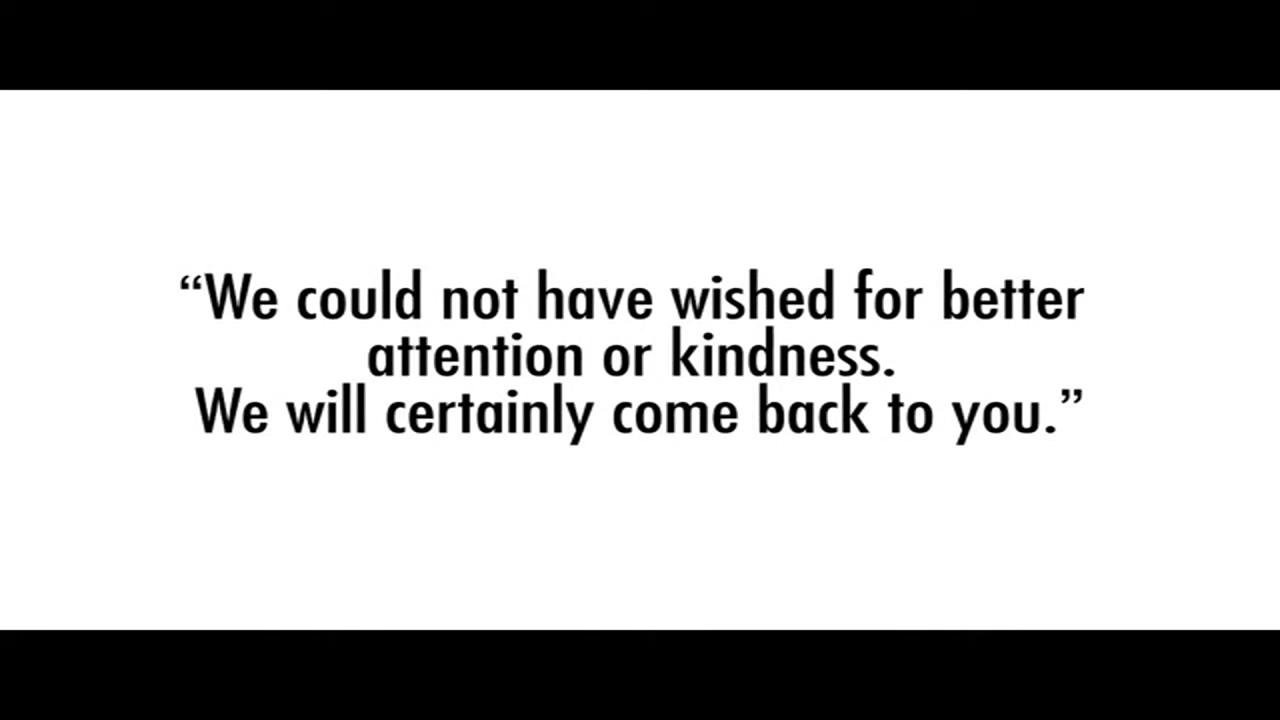 “We could not have wished for better
attention or kindness.
We will certainly come back to you.”